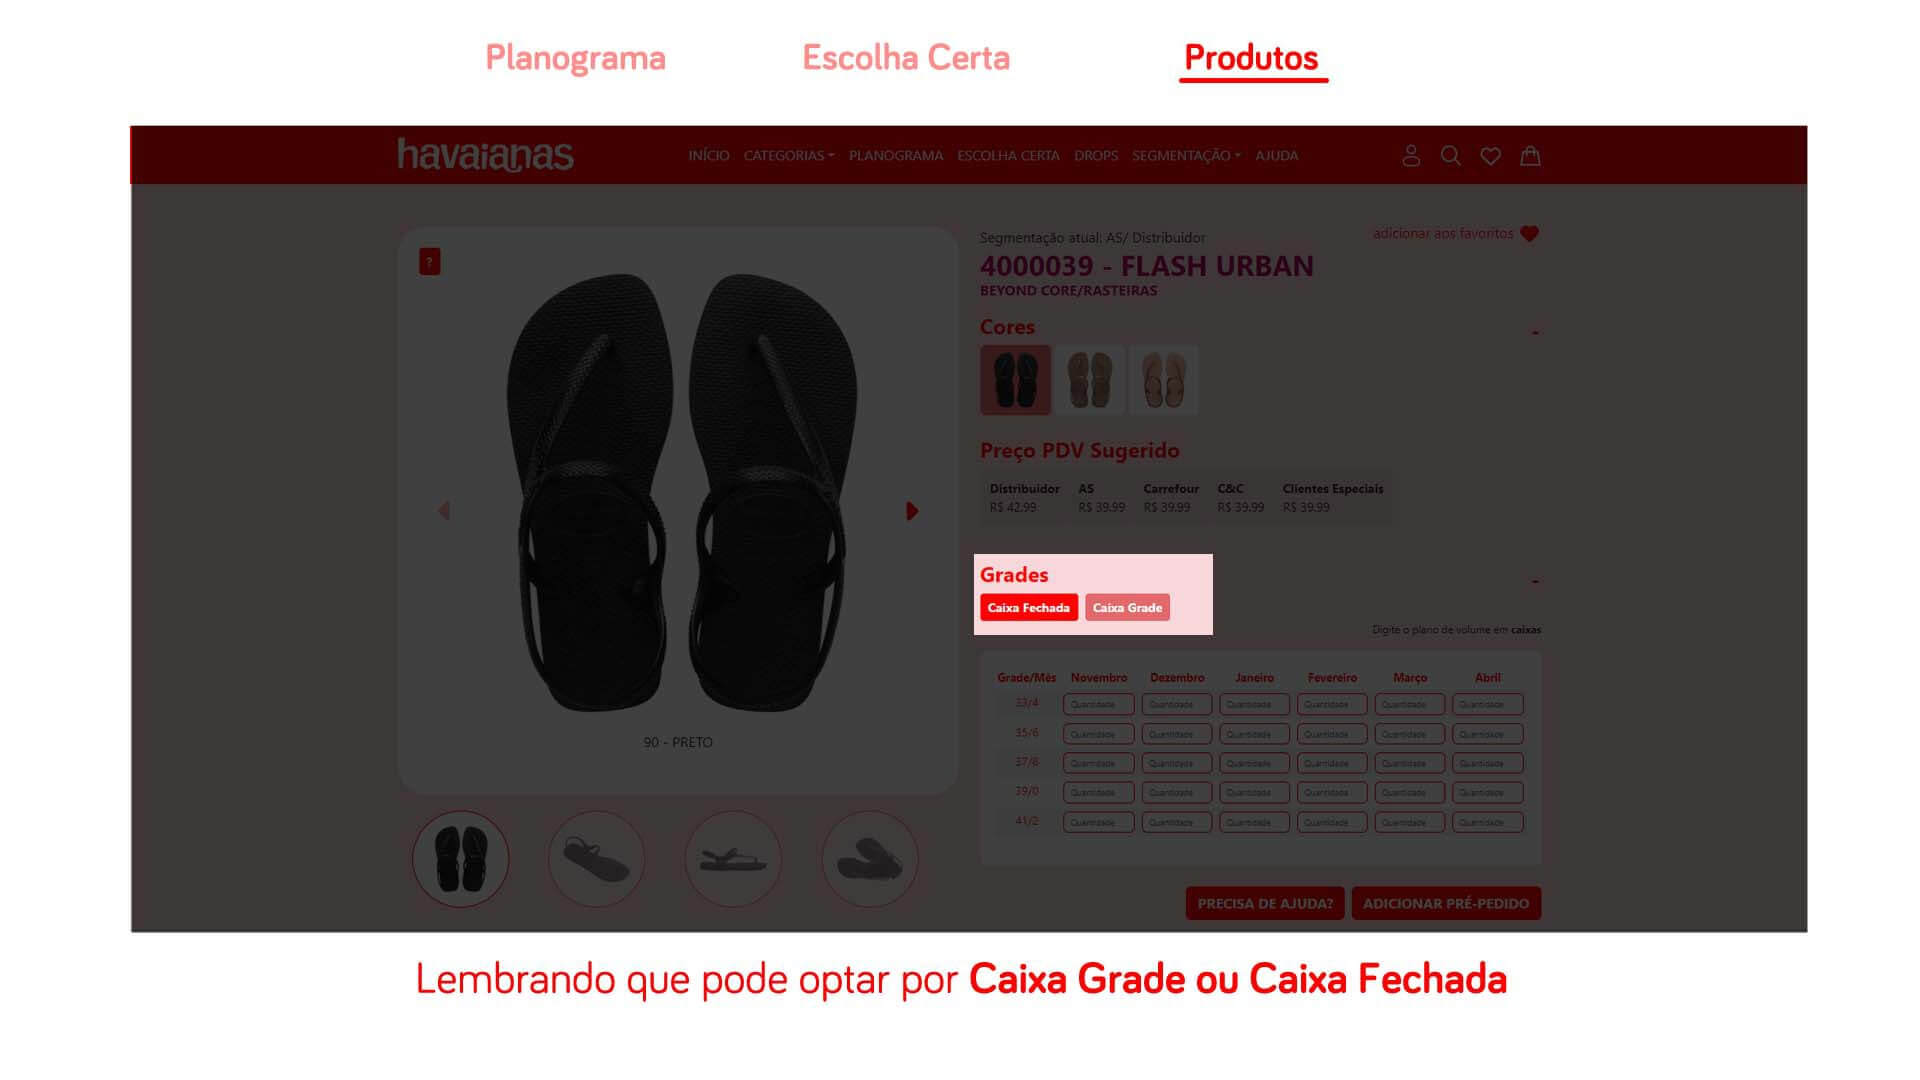 Planograma
Escolha Certa
Produtos
havaianas
INÍCIO CATEGORIAS PLANOGRAMA ESCOLHA CERTA DROPS SEGMENTAÇÃO AJUDA
?
90 - PRETO
Segmentação atual: AS/ Distribuidor
adicionar aos favoritos
4000039 - FLASH URBAN
BEYOND CORE/RASTEIRAS
Cores
-
Preço PDV Sugerido
Distribuidor AS Carrefour C&C Clientes Especiais
R$ 42.99 R$ 39.99 R$ 39.99 R$ 39.99 R$ 39.99
Grades
-
Caixa Fechada Caixa Grade
Digite o plano de volume em caixas
Grade/Mês Novembro Dezembro Janeiro Fevereiro Março Abril
33/4 Quantidade Quantidade Quantidade Quantidade Quantidade Quantidade
35/6 Quantidade Quantidade Quantidade Quantidade Quantidade Quantidade
37/8 Quantidade Quantidade Quantidade Quantidade Quantidade Quantidade
39/0 Quantidade Quantidade Quantidade Quantidade Quantidade Quantidade
41/2 Quantidade Quantidade Quantidade Quantidade Quantidade Quantidade
PRECISA DE AJUDA? ADICIONAR PRÉ-PEDIDO
Lembrando que pode optar por Caixa Grade ou Caixa Fechada